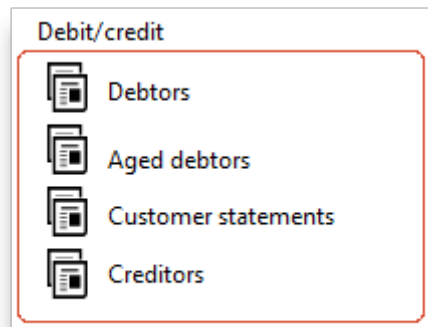 Debit/credit
Debtors
Aged debtors
Customer statements
Creditors